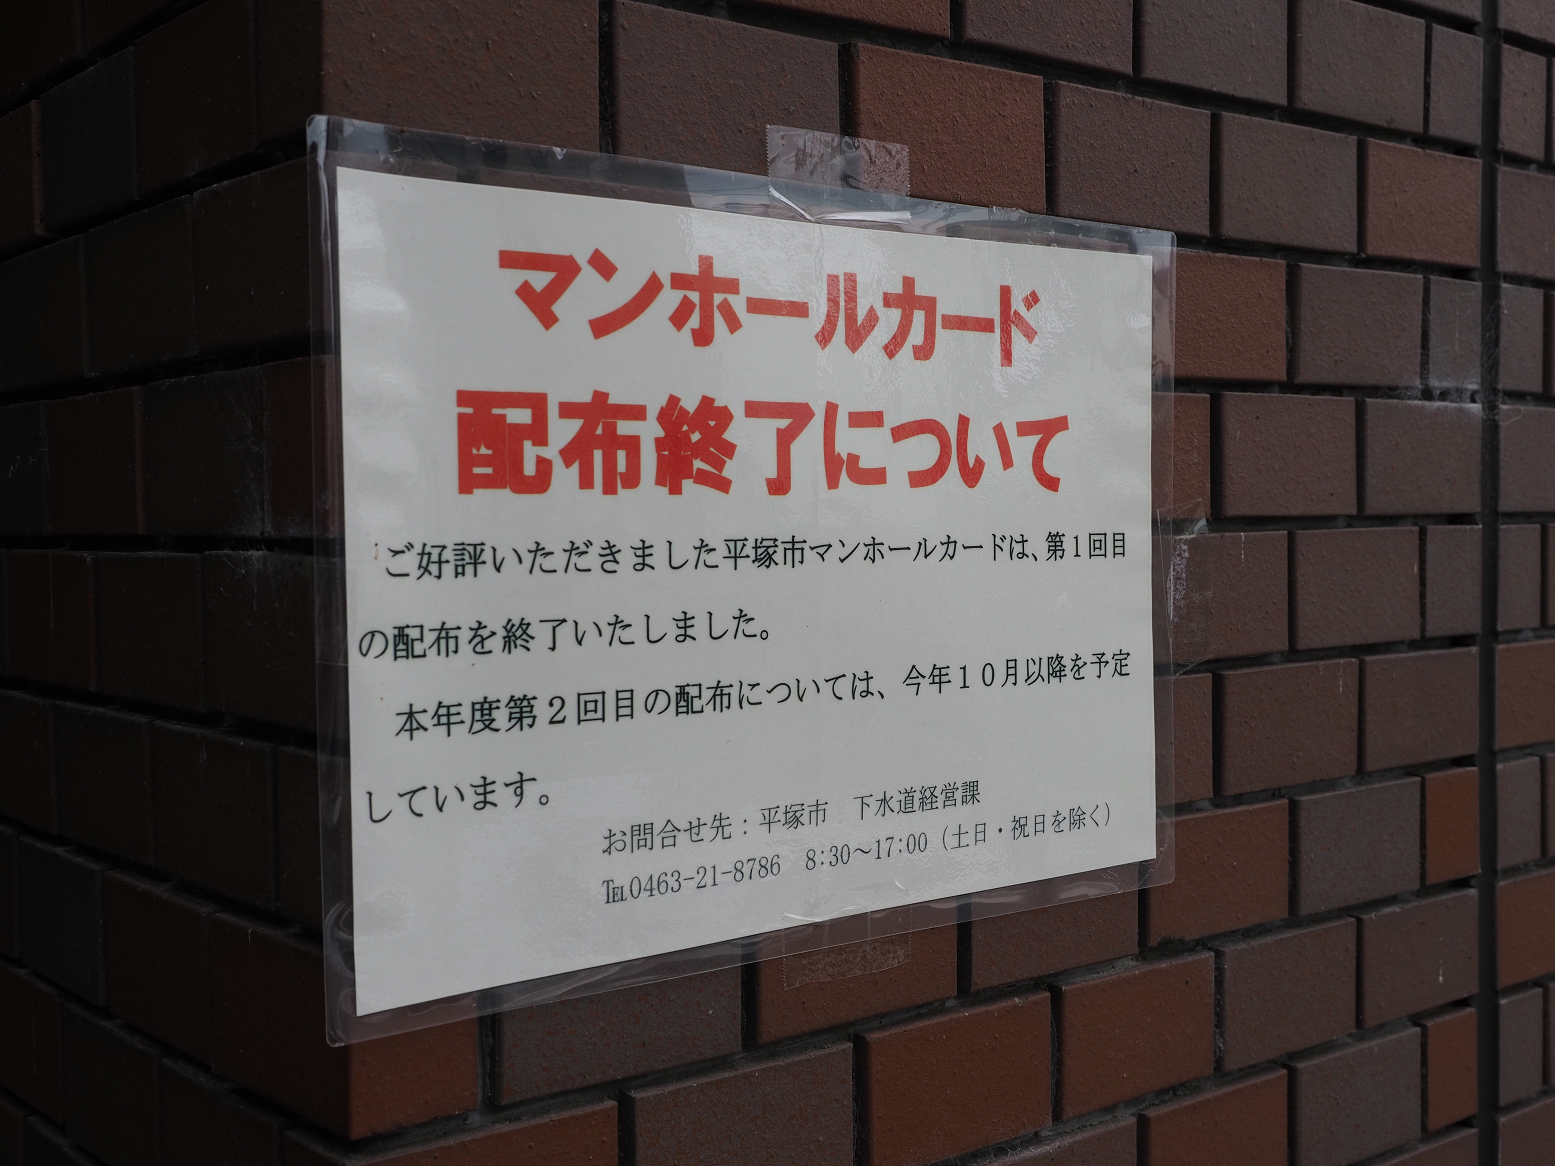 マンホールカード
配布終了について
ご好評いただきました平塚市マンホールカードは、第1回目
の配布を終了いたしました。
本年度第２回目の配布については、今年１０月以降を予定
しています。
お問合せ先：平塚市　下水道経営課
℡0463-21-8786　8:30～17:00（土日・祝日を除く）